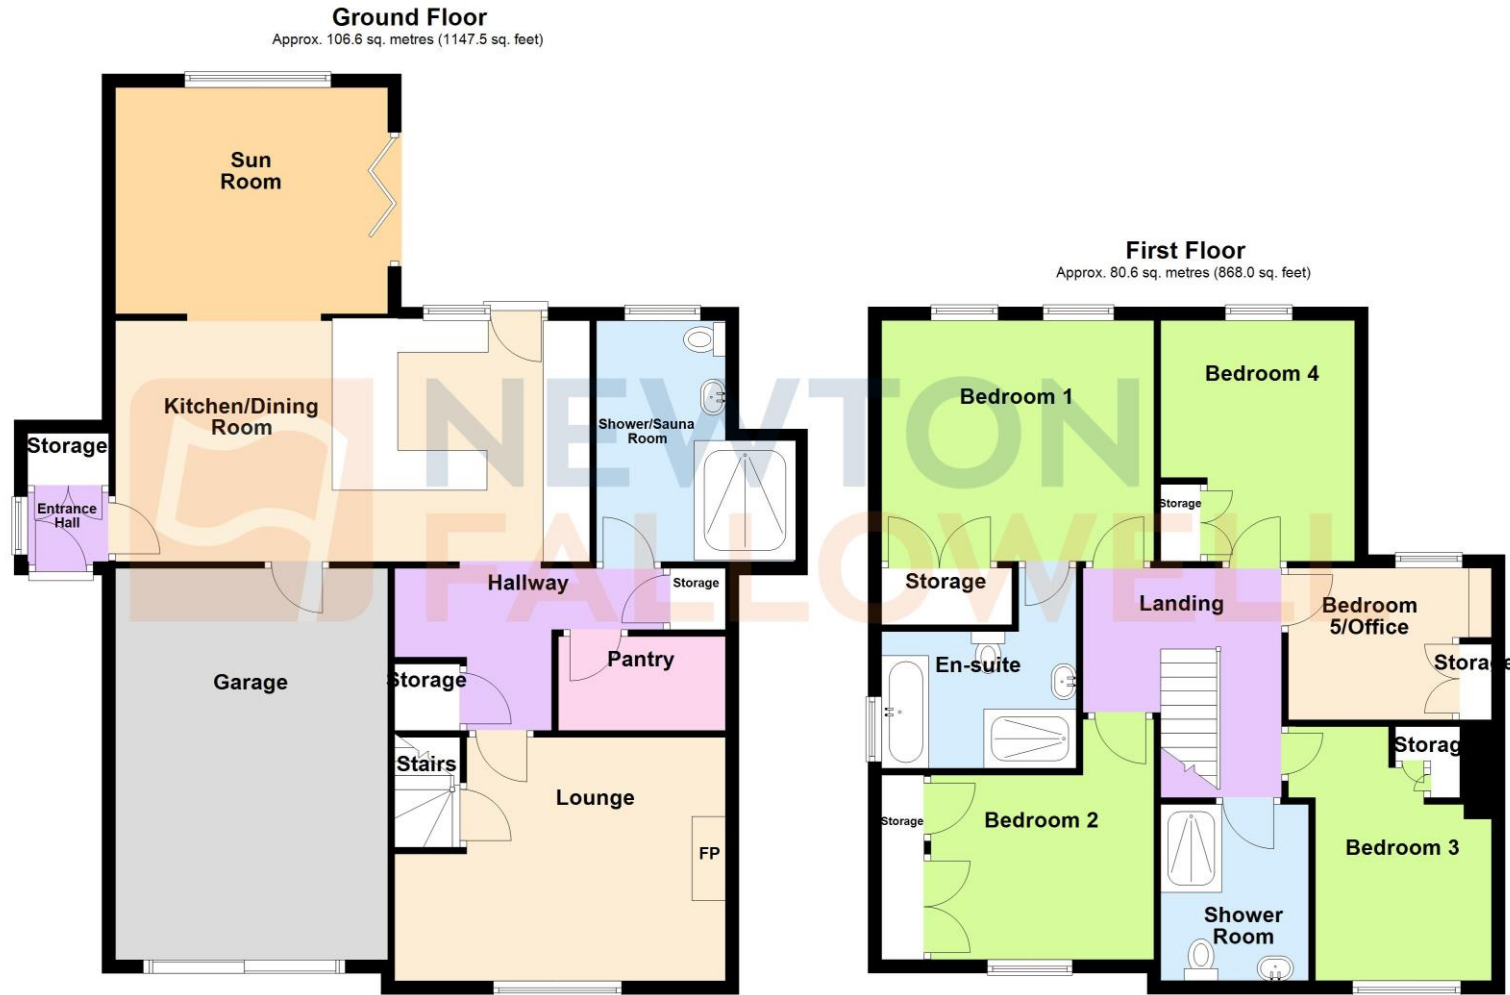 Ground Floor
Approx. 106.6 sq. metres (1147.5 sq. feet)
Sun
Room
Kitchen/Dining
Room
Storage
Entrance
Hall
Shower/Sauna
Room
Hallway
Storage
Pantry
Storage
Garage
Stairs
Lounge
FP
First Floor
Approx. 80.6 sq. metres (868.0 sq. feet)
Bedroom 1
Bedroom 4
Storage
Storage
Landing
Bedroom
5/Office
En-suite
Storage
Storag
Storage
Bedroom 2
Bedroom 3
Shower
Room
NEWTON
FALLOWELL